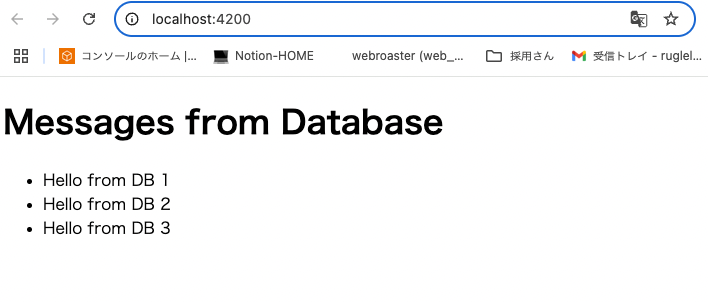 localhost:4200
コンソールのホーム |... Notion-HOME webroaster (web_... 採用さん 受信トレイ - ruglel...
Messages from Database
• Hello from DB 1
• Hello from DB 2
• Hello from DB 3